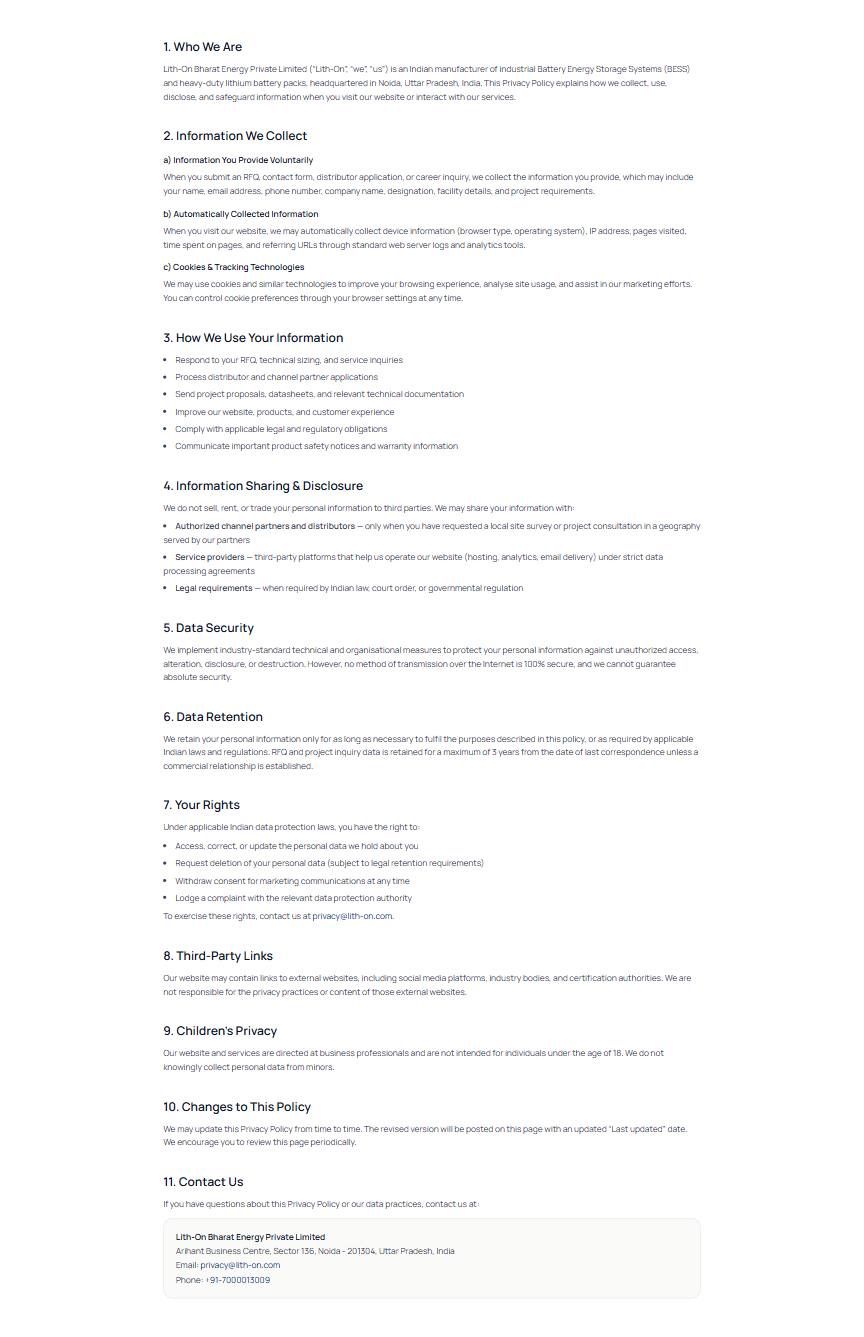 1. Who We Are
Lith-On Bharat Energy Private Limited (“Lith-On”, “we”, “us”) is an Indian manufacturer of industrial Battery Energy Storage Systems (BESS)
and heavy-duty lithium battery packs, headquartered in Noida, Uttar Pradesh, India. This Privacy Policy explains how we collect, use,
disclose, and safeguard information when you visit our website or interact with our services.
2. Information We Collect
a) Information You Provide Voluntarily
When you submit an RFQ, contact form, distributor application, or career inquiry, we collect the information you provide, which may include
your name, email address, phone number, company name, designation, facility details, and project requirements.
b) Automatically Collected Information
When you visit our website, we may automatically collect device information (browser type, operating system), IP address, pages visited,
time spent on pages, and referring URLs through standard web server logs and analytics tools.
c) Cookies & Tracking Technologies
We may use cookies and similar technologies to improve your browsing experience, analyse site usage, and assist in our marketing efforts.
You can control cookie preferences through your browser settings at any time.
3. How We Use Your Information
• Respond to your RFQ, technical sizing, and service inquiries
• Process distributor and channel partner applications
• Send project proposals, datasheets, and relevant technical documentation
• Improve our website, products, and customer experience
• Comply with applicable legal and regulatory obligations
• Communicate important product safety notices and warranty information
4. Information Sharing & Disclosure
We do not sell, rent, or trade your personal information to third parties. We may share your information with:
• Authorized channel partners and distributors — only when you have requested a local site survey or project consultation in a geography
served by our partners
• Service providers — third-party platforms that help us operate our website (hosting, analytics, email delivery) under strict data
processing agreements
• Legal requirements — when required by Indian law, court order, or governmental regulation
5. Data Security
We implement industry-standard technical and organisational measures to protect your personal information against unauthorized access,
alteration, disclosure, or destruction. However, no method of transmission over the Internet is 100% secure, and we cannot guarantee
absolute security.
6. Data Retention
We retain your personal information only for as long as necessary to fulfil the purposes described in this policy, or as required by applicable
Indian laws and regulations. RFQ and project inquiry data is retained for a maximum of 3 years from the date of last correspondence unless a
commercial relationship is established.
7. Your Rights
Under applicable Indian data protection laws, you have the right to:
• Access, correct, or update the personal data we hold about you
• Request deletion of your personal data (subject to legal retention requirements)
• Withdraw consent for marketing communications at any time
• Lodge a complaint with the relevant data protection authority
To exercise these rights, contact us at privacy@lith-on.com.
8. Third-Party Links
Our website may contain links to external websites, including social media platforms, industry bodies, and certification authorities. We are
not responsible for the privacy practices or content of those external websites.
9. Children's Privacy
Our website and services are directed at business professionals and are not intended for individuals under the age of 18. We do not
knowingly collect personal data from minors.
10. Changes to This Policy
We may update this Privacy Policy from time to time. The revised version will be posted on this page with an updated “Last updated” date.
We encourage you to review this page periodically.
11. Contact Us
If you have questions about this Privacy Policy or our data practices, contact us at:
Lith-On Bharat Energy Private Limited
Arihant Business Centre, Sector 136, Noida - 201304, Uttar Pradesh, India
Email: privacy@lith-on.com
Phone: +91-7000013009